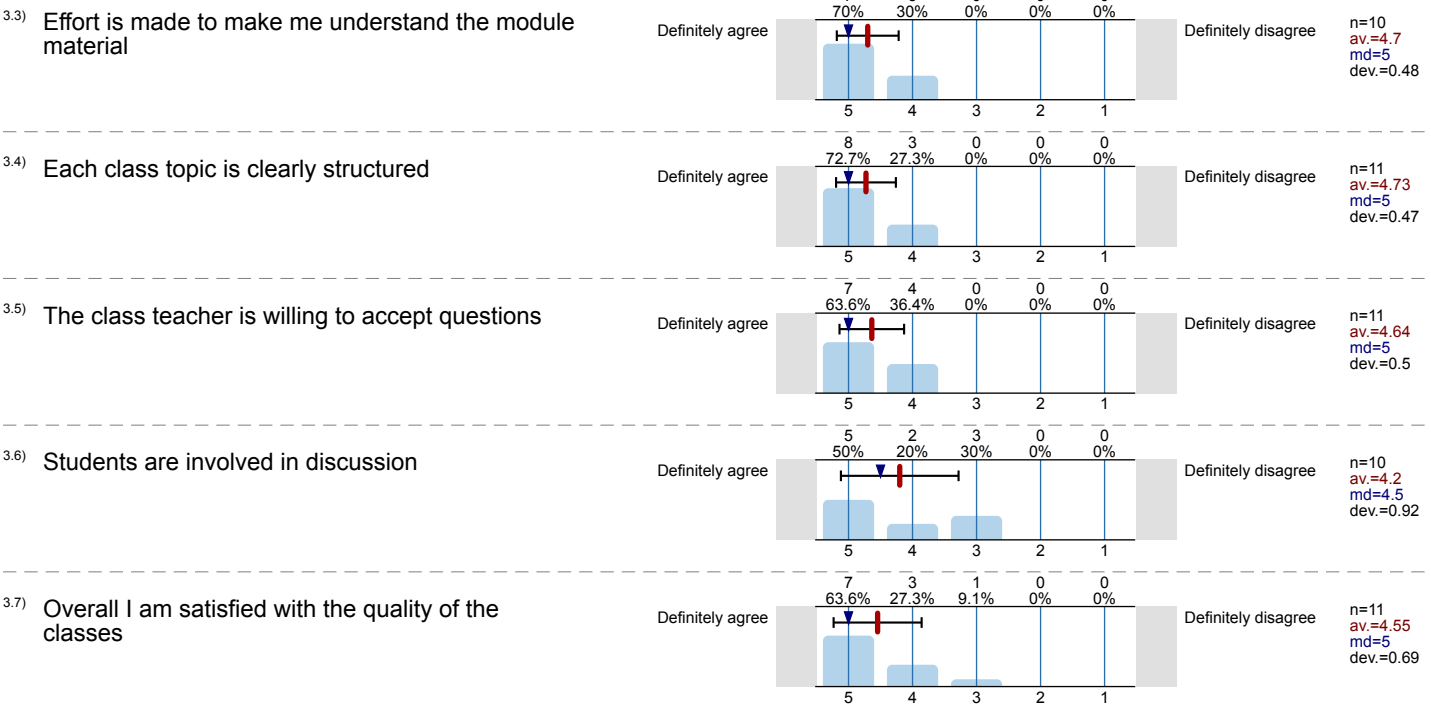 70% 30% 0% 0% 0%
3.3) Effort is made to make me understand the module
material
Definitely agree Definitely disagree
n=10
av.=4.7
md=5
dev.=0.48
5 4 3 2 1
8 3 0 0 0
72.7% 27.3% 0% 0% 0%
3.4) Each class topic is clearly structured
Definitely agree Definitely disagree
n=11
av.=4.73
md=5
dev.=0.47
5 4 3 2 1
7 4 0 0 0
63.6% 36.4% 0% 0% 0%
3.5) The class teacher is willing to accept questions
Definitely agree Definitely disagree
n=11
av.=4.64
md=5
dev.=0.5
5 4 3 2 1
5 2 3 0 0
50% 20% 30% 0% 0%
3.6) Students are involved in discussion
Definitely agree Definitely disagree
n=10
av.=4.2
md=4.5
dev.=0.92
5 4 3 2 1
7 3 1 0 0
63.6% 27.3% 9.1% 0% 0%
3.7) Overall I am satisfied with the quality of the
classes
Definitely agree Definitely disagree
n=11
av.=4.55
md=5
dev.=0.69
5 4 3 2 1